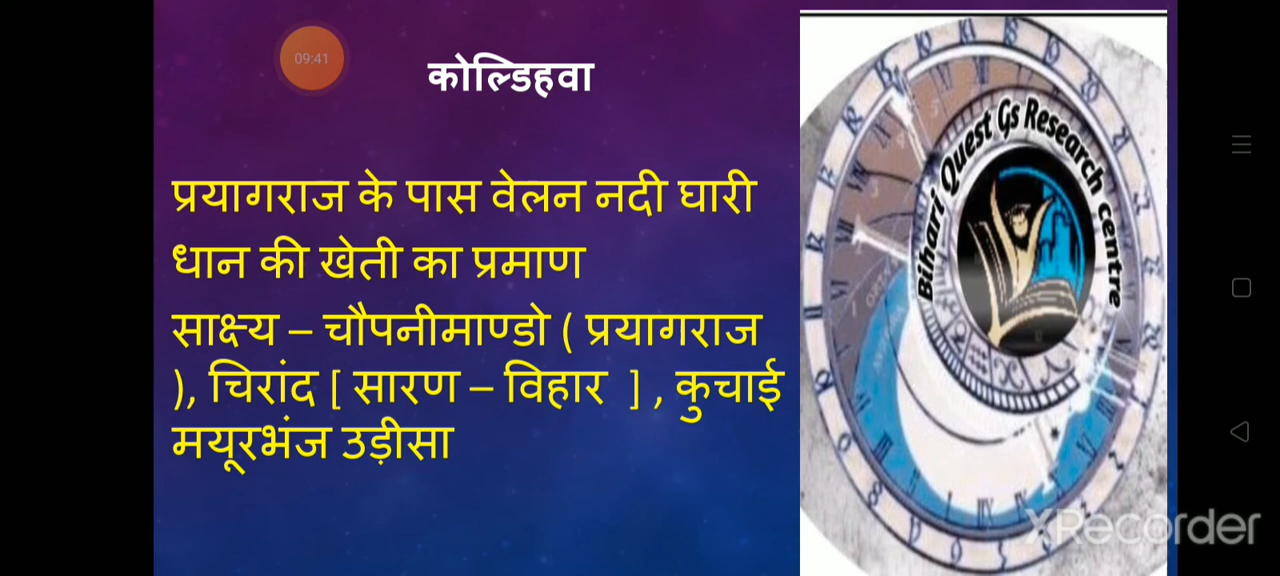 09:41
कोल्डिहवा
प्रयागराज के पास वेलन नदी घारी
धान की खेती का प्रमाण
साक्ष्य – चौपनीमाण्डो ( प्रयागराज
), चिरांद [ सारण – विहार ] , कुचाई
मयूरभंज उड़ीसा
Bihari Quest Gs Research centre
XRecorder